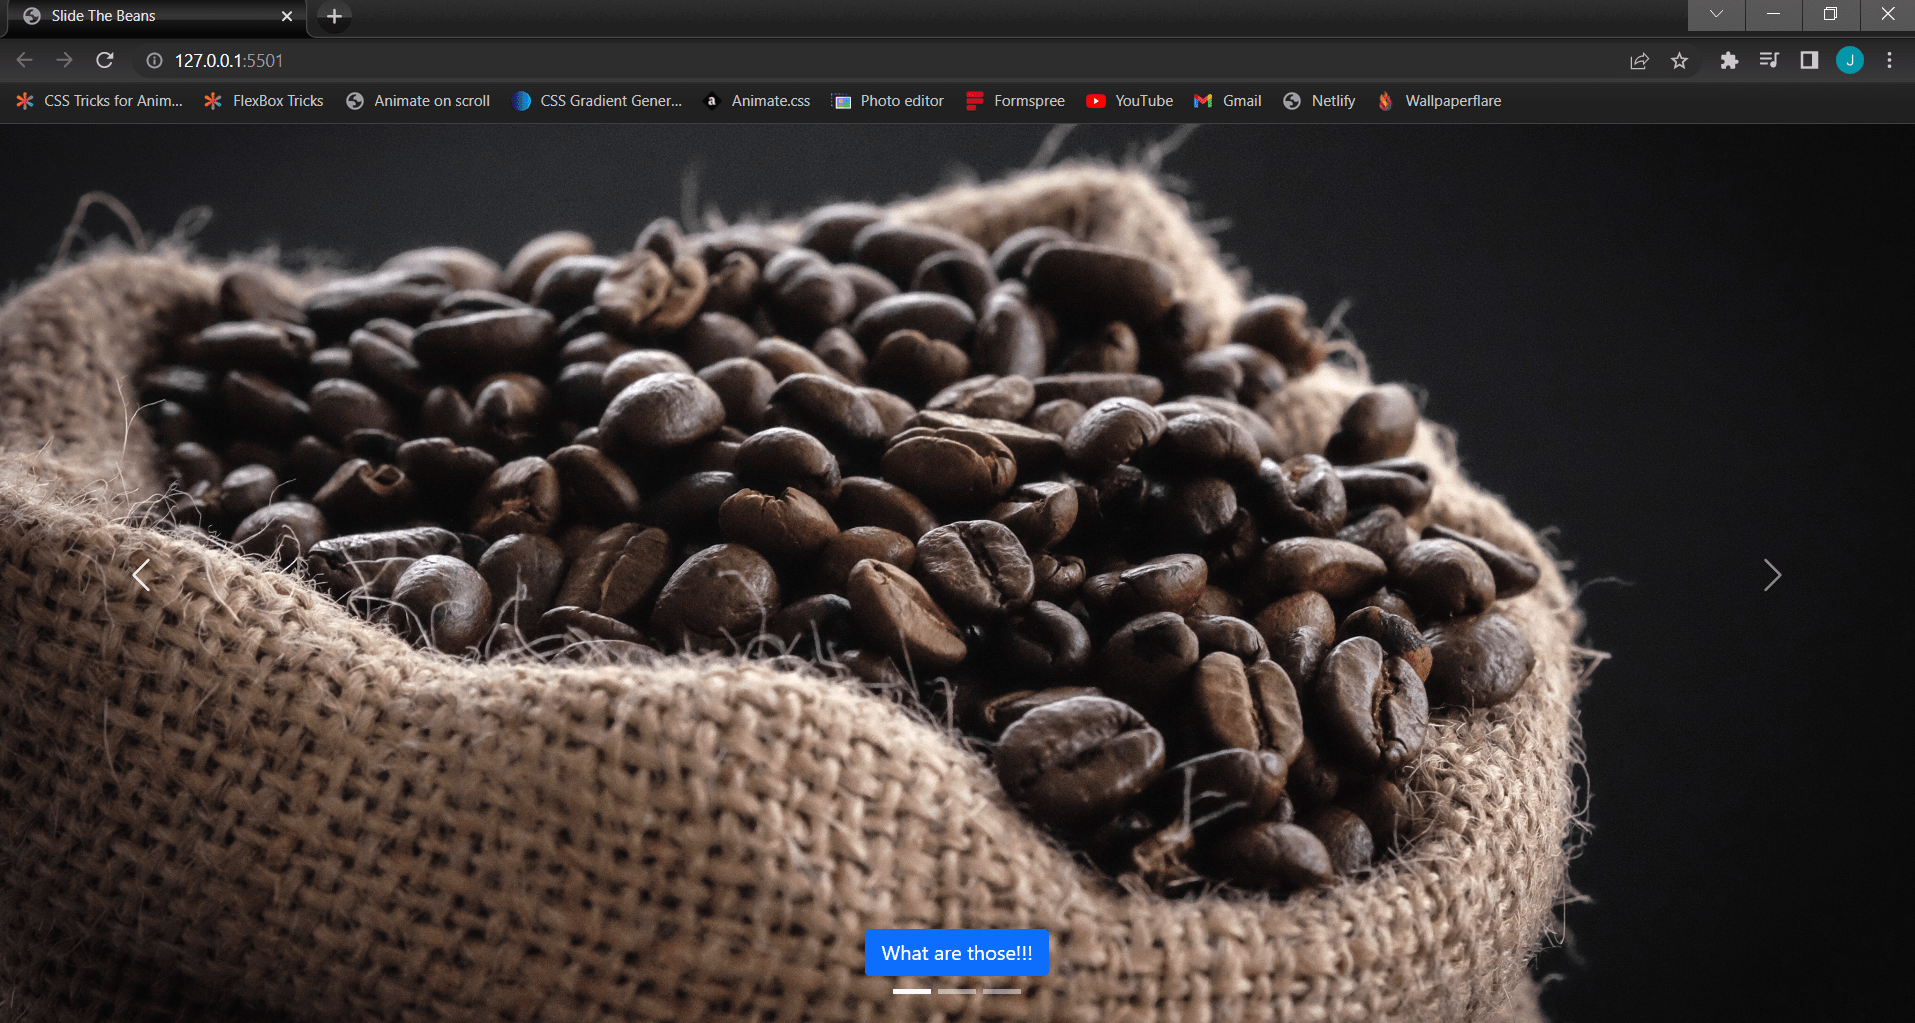 Slide The Beans
127.0.0.1:5501
J
CSS Tricks for Anim... FlexBox Tricks Animate on scroll CSS Gradient Gener... a Animate.css Photo editor Formspree YouTube Gmail Netlify Wallpaperflare
What are those!!!